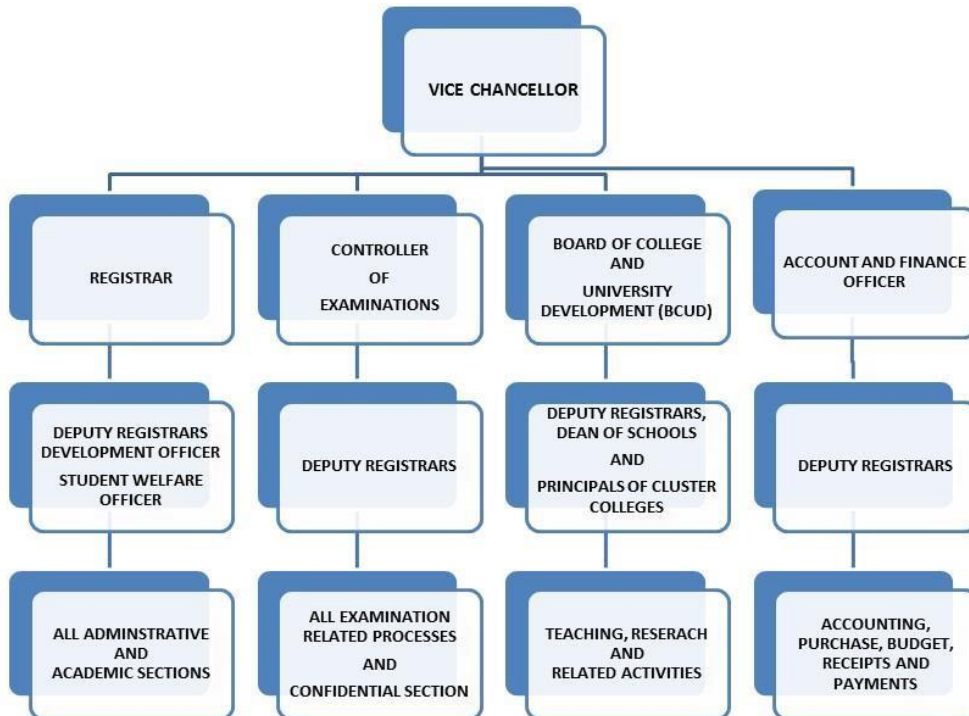 VICE CHANCELLOR
REGISTRAR
CONTROLLER
OF
EXAMINATIONS
BOARD OF COLLEGE
AND
UNIVERSITY
DEVELOPMENT (BCUD)
ACCOUNT AND FINANCE
OFFICER
DEPUTY REGISTRARS
DEVELOPMENT OFFICER
STUDENT WELFARE
OFFICER
DEPUTY REGISTRARS
DEPUTY REGISTRARS,
DEAN OF SCHOOLS
AND
PRINCIPALS OF CLUSTER
COLLEGES
DEPUTY REGISTRARS
ALL ADMINSTRATIVE
AND
ACADEMIC SECTIONS
ALL EXAMINATION
RELATED PROCESSES
AND
CONFIDENTIAL SECTION
TEACHING, RESERACH
AND
RELATED ACTIVITIES
ACCOUNTING,
PURCHASE, BUDGET,
RECEIPTS AND
PAYMENTS